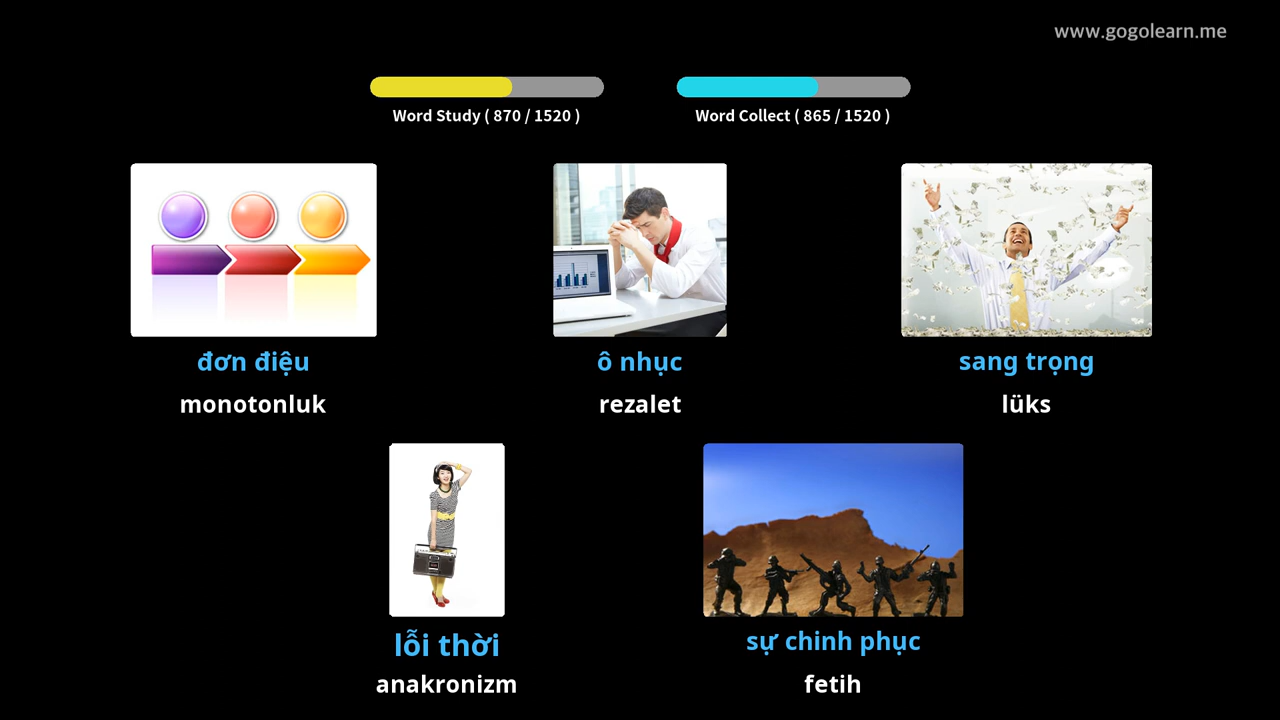 www.gogolearn.me
Word Study ( 870 / 1520 )
Word Collect ( 865 / 1520 )
đơn điệu
monotonluk
ô nhục
rezalet
sang trọng
lüks
lỗi thời
anakronizm
sự chinh phục
fetih